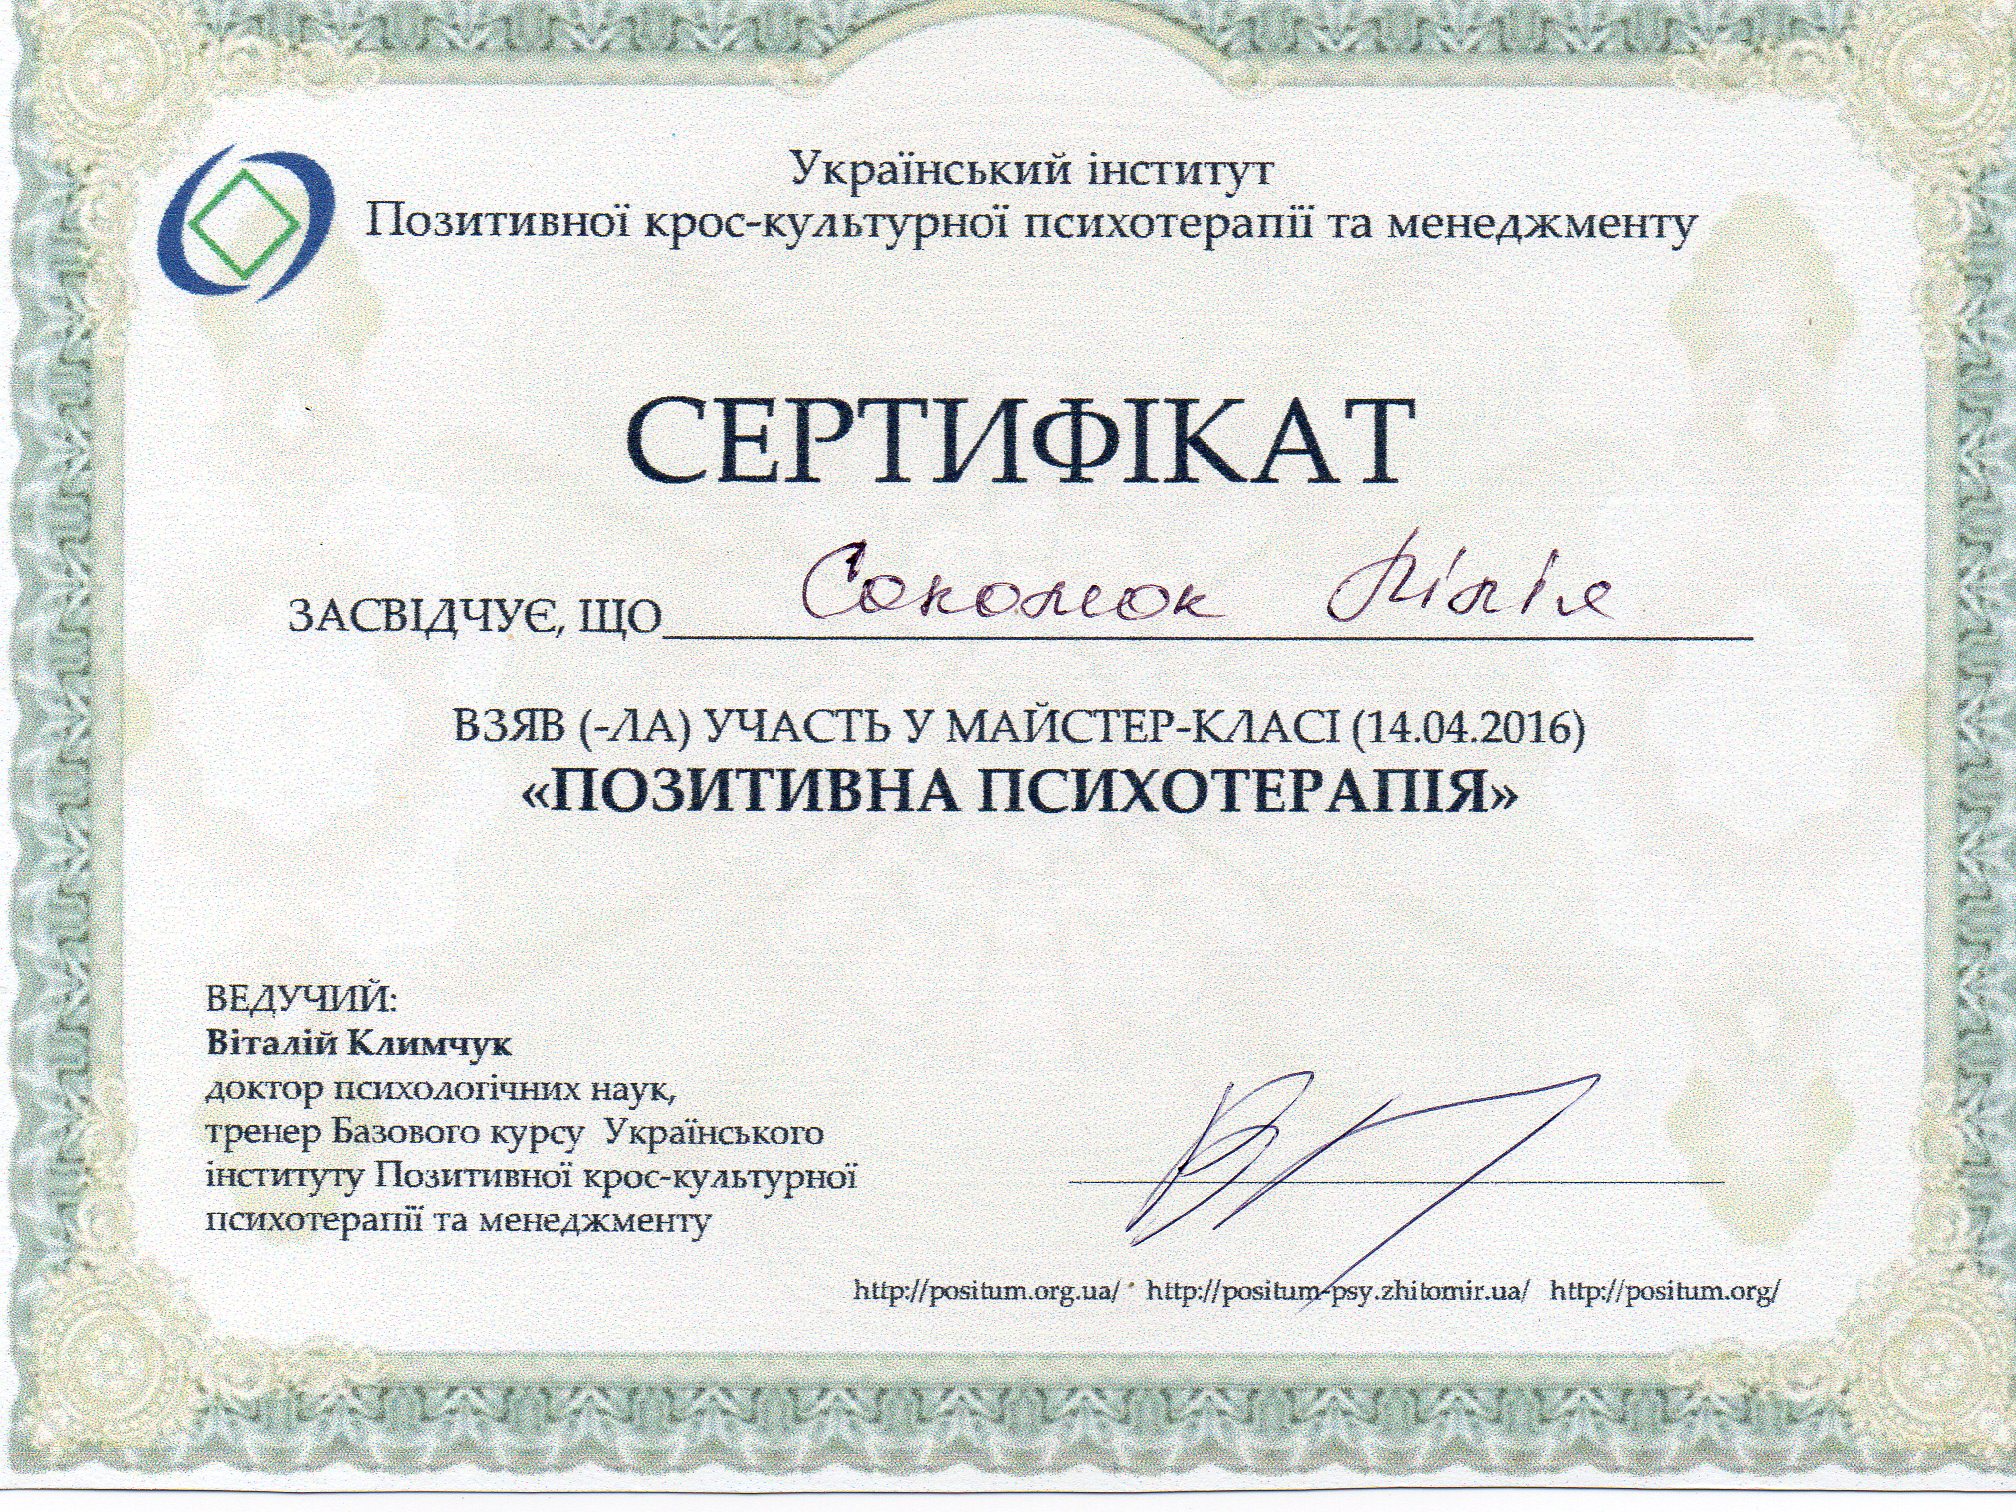 Український інститут
Позитивної крос-культурної психотерапії та менеджменту
СЕРТИФІКАТ
ЗАСВІДЧУЄ, ЩО Соколюк Лілія
ВЗЯВ (-ЛА) УЧАСТЬ У МАЙСТЕР-КЛАСІ (14.04.2016)
«ПОЗИТИВНА ПСИХОТЕРАПІЯ»
ВЕДУЧИЙ:
Віталій Климчук
доктор психологічних наук,
тренер Базового курсу Українського
інституту Позитивної крос-культурної
психотерапії та менеджменту
http://positum.org.ua/ http://positum-psy.zhitomir.ua/ http://positum.org/